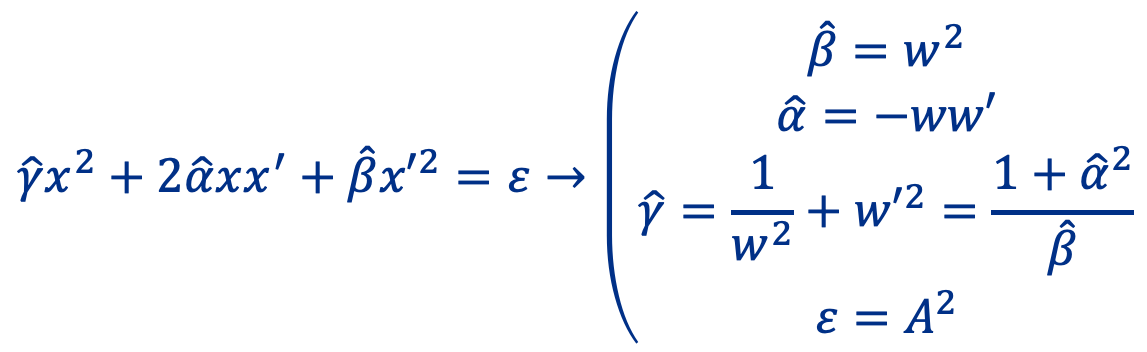 γ̂x² + 2α̂xx′ + β̂x′² = ε → (
β̂ = w²
α̂ = −ww′
γ̂ = 1/w² + w′² = (1 + α̂²)/β̂
ε = A²